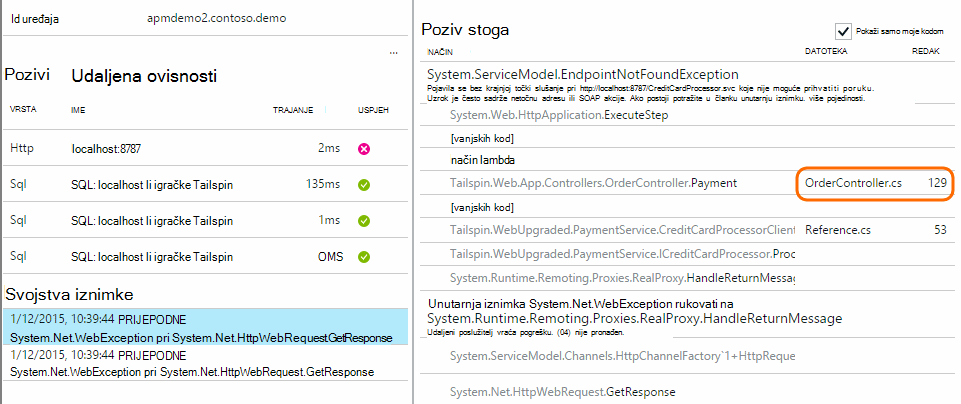 Id uređaja apmdemo2.contoso.demo
...
Pozivi Udaljena ovisnosti
VRSTA IME TRAJANJE USPJEH
Http localhost:8787 2ms
Sql SQL: localhost li igračke Tailspin 135ms
Sql SQL: localhost li igračke Tailspin 1ms
Sql SQL: localhost li igračke Tailspin OMS
Svojstva iznimke
1/12/2015, 10:39:44 PRIJEPODNE
System.Net.WebException pri System.Net.HttpWebRequest.GetResponse
1/12/2015, 10:39:44 PRIJEPODNE
System.Net.WebException pri System.Net.HttpWebRequest.GetResponse
Poziv stoga Pokaži samo moje kodom
NAČIN DATOTEKA REDAK
System.ServiceModel.EndpointNotFoundException
Pojavila se bez krajnjoj točki slušanje pri http://localhost:8787/CreditCardProcessor.svc koje nije moguće prihvatiti poruku.
Uzrok je često sadrže netočnu adresu ili SOAP akcije. Ako postoji potražite u članku unutarnju iznimku, više pojedinosti.
System.Web.HttpApplication.ExecuteStep
[vanjskih kod]
način lambda
Tailspin.Web.App.Controllers.OrderController.Payment OrderController.cs 129
[vanjskih kod]
Tailspin.WebUpgraded.PaymentService.CreditCardProcessorClient Reference.cs 53
Tailspin.WebUpgraded.PaymentService.ICreditCardProcessor.Proc
System.Runtime.Remoting.Proxies.RealProxy.HandleReturnMessag
Unutarnja iznimka System.Net.WebException rukovati na
System.Runtime.Remoting.Proxies.RealProxy.HandleReturnMessage
Udaljeni poslužitelj vraća pogrešku. (04) nije pronađen.
System.ServiceModel.Channels.HttpChannelFactory`1+HttpReque
System.Net.HttpWebRequest.GetResponse